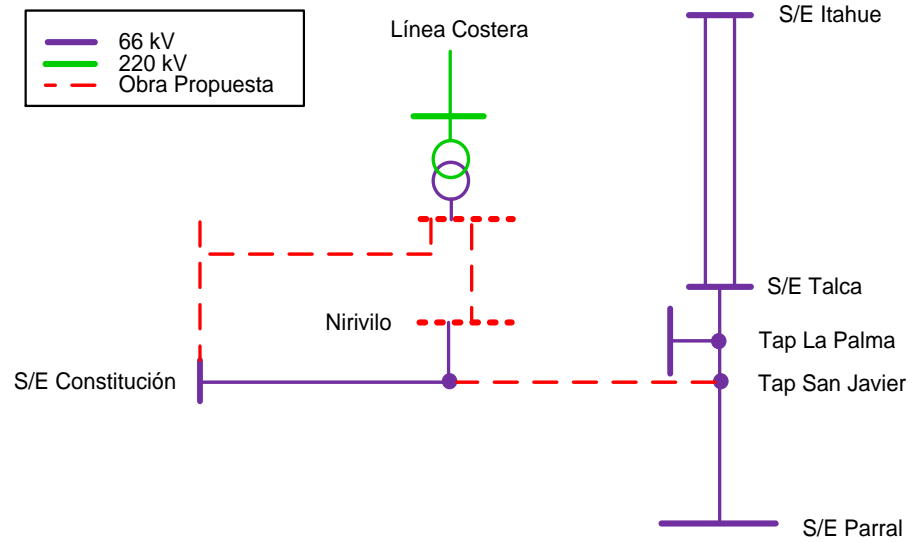 66 kV
220 kV
Obra Propuesta
Línea Costera
S/E Itahue
S/E Talca
Nirivilo
Tap La Palma
S/E Constitución
Tap San Javier
S/E Parral